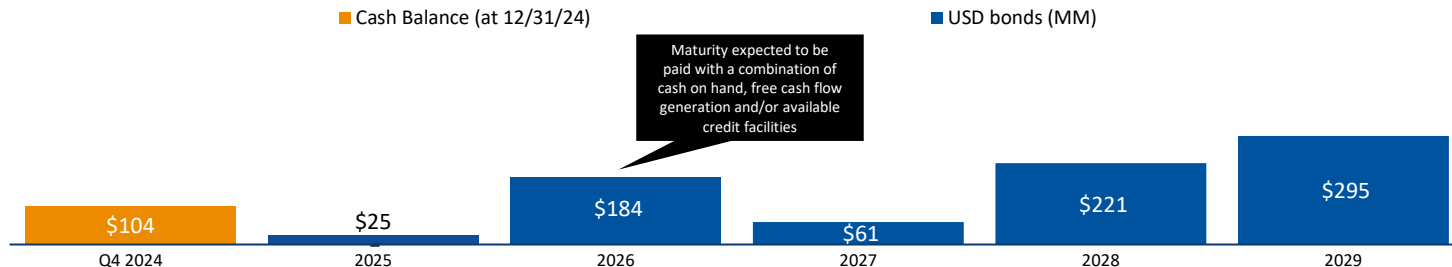 Cash Balance (at 12/31/24)
USD bonds (MM)
Maturity expected to be
paid with a combination of
cash on hand, free cash flow
generation and/or available
credit facilities
$104
$25
$184
$61
$221
$295
Q4 2024
2025
2026
2027
2028
2029